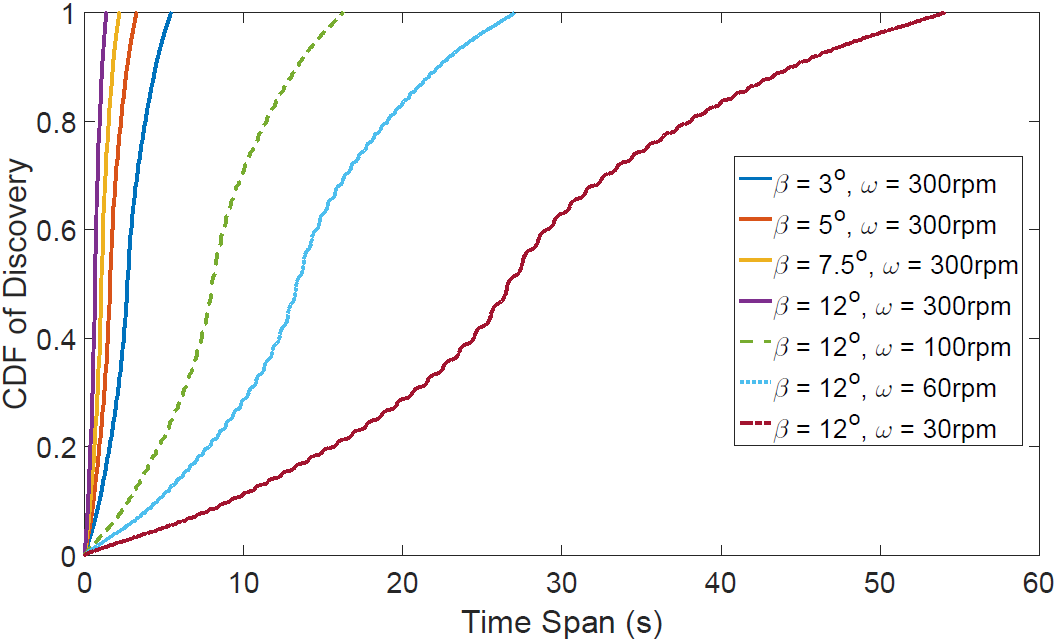 1
0.8
0.6
0.4
0.2
0
CDF of Discovery
0 10 20 30 40 50 60
Time Span (s)
β = 3°, ω = 300rpm
β = 5°, ω = 300rpm
β = 7.5°, ω = 300rpm
β = 12°, ω = 300rpm
β = 12°, ω = 100rpm
β = 12°, ω = 60rpm
β = 12°, ω = 30rpm